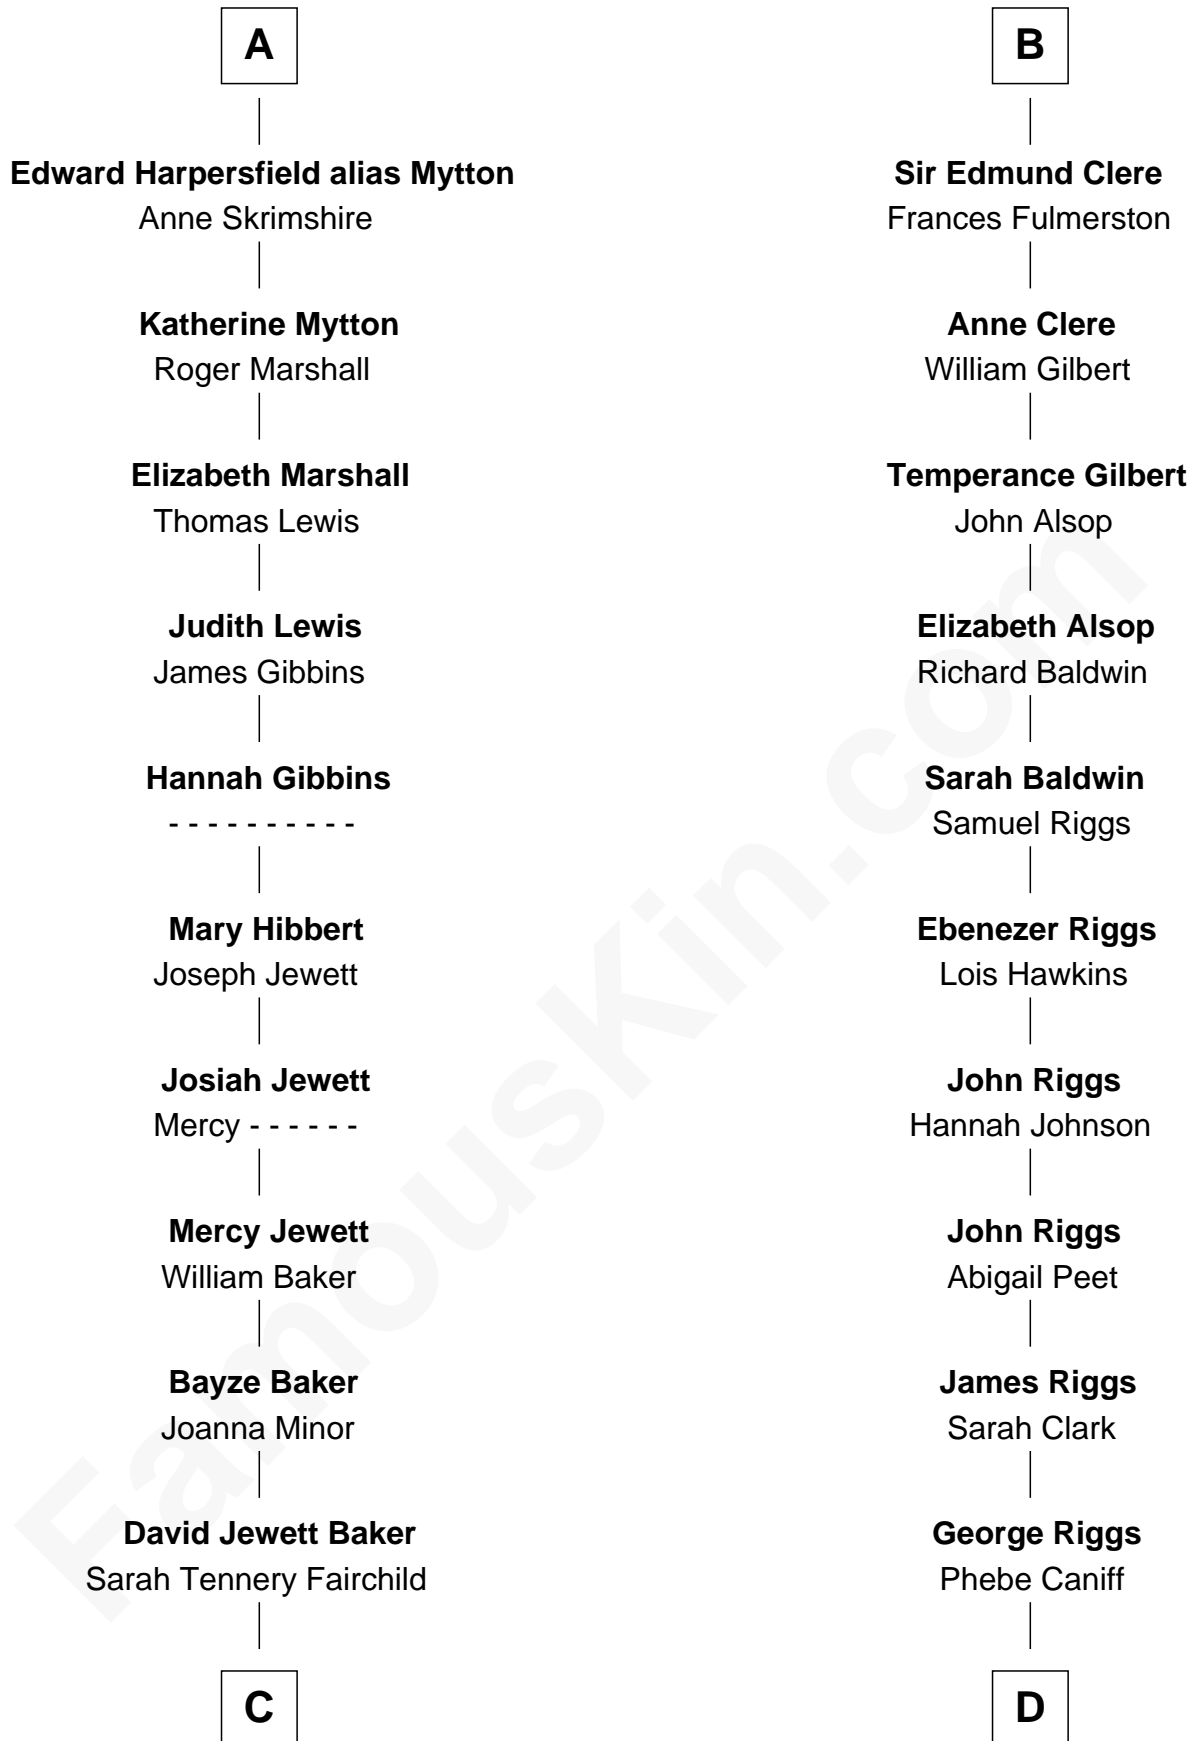 A
Edward Harpersfield alias Mytton
Anne Skrimshire
Katherine Mytton
Roger Marshall
Elizabeth Marshall
Thomas Lewis
Judith Lewis
James Gibbins
Hannah Gibbins
- - - - - - - - - -
Mary Hibbert
Joseph Jewett
Josiah Jewett
Mercy - - - - - -
Mercy Jewett
William Baker
Bayze Baker
Joanna Minor
David Jewett Baker
Sarah Tennery Fairchild
C
B
Sir Edmund Clere
Frances Fulmerston
Anne Clere
William Gilbert
Temperance Gilbert
John Alsop
Elizabeth Alsop
Richard Baldwin
Sarah Baldwin
Samuel Riggs
Ebenezer Riggs
Lois Hawkins
John Riggs
Hannah Johnson
John Riggs
Abigail Peet
James Riggs
Sarah Clark
George Riggs
Phebe Caniff
D
FamousKin.com